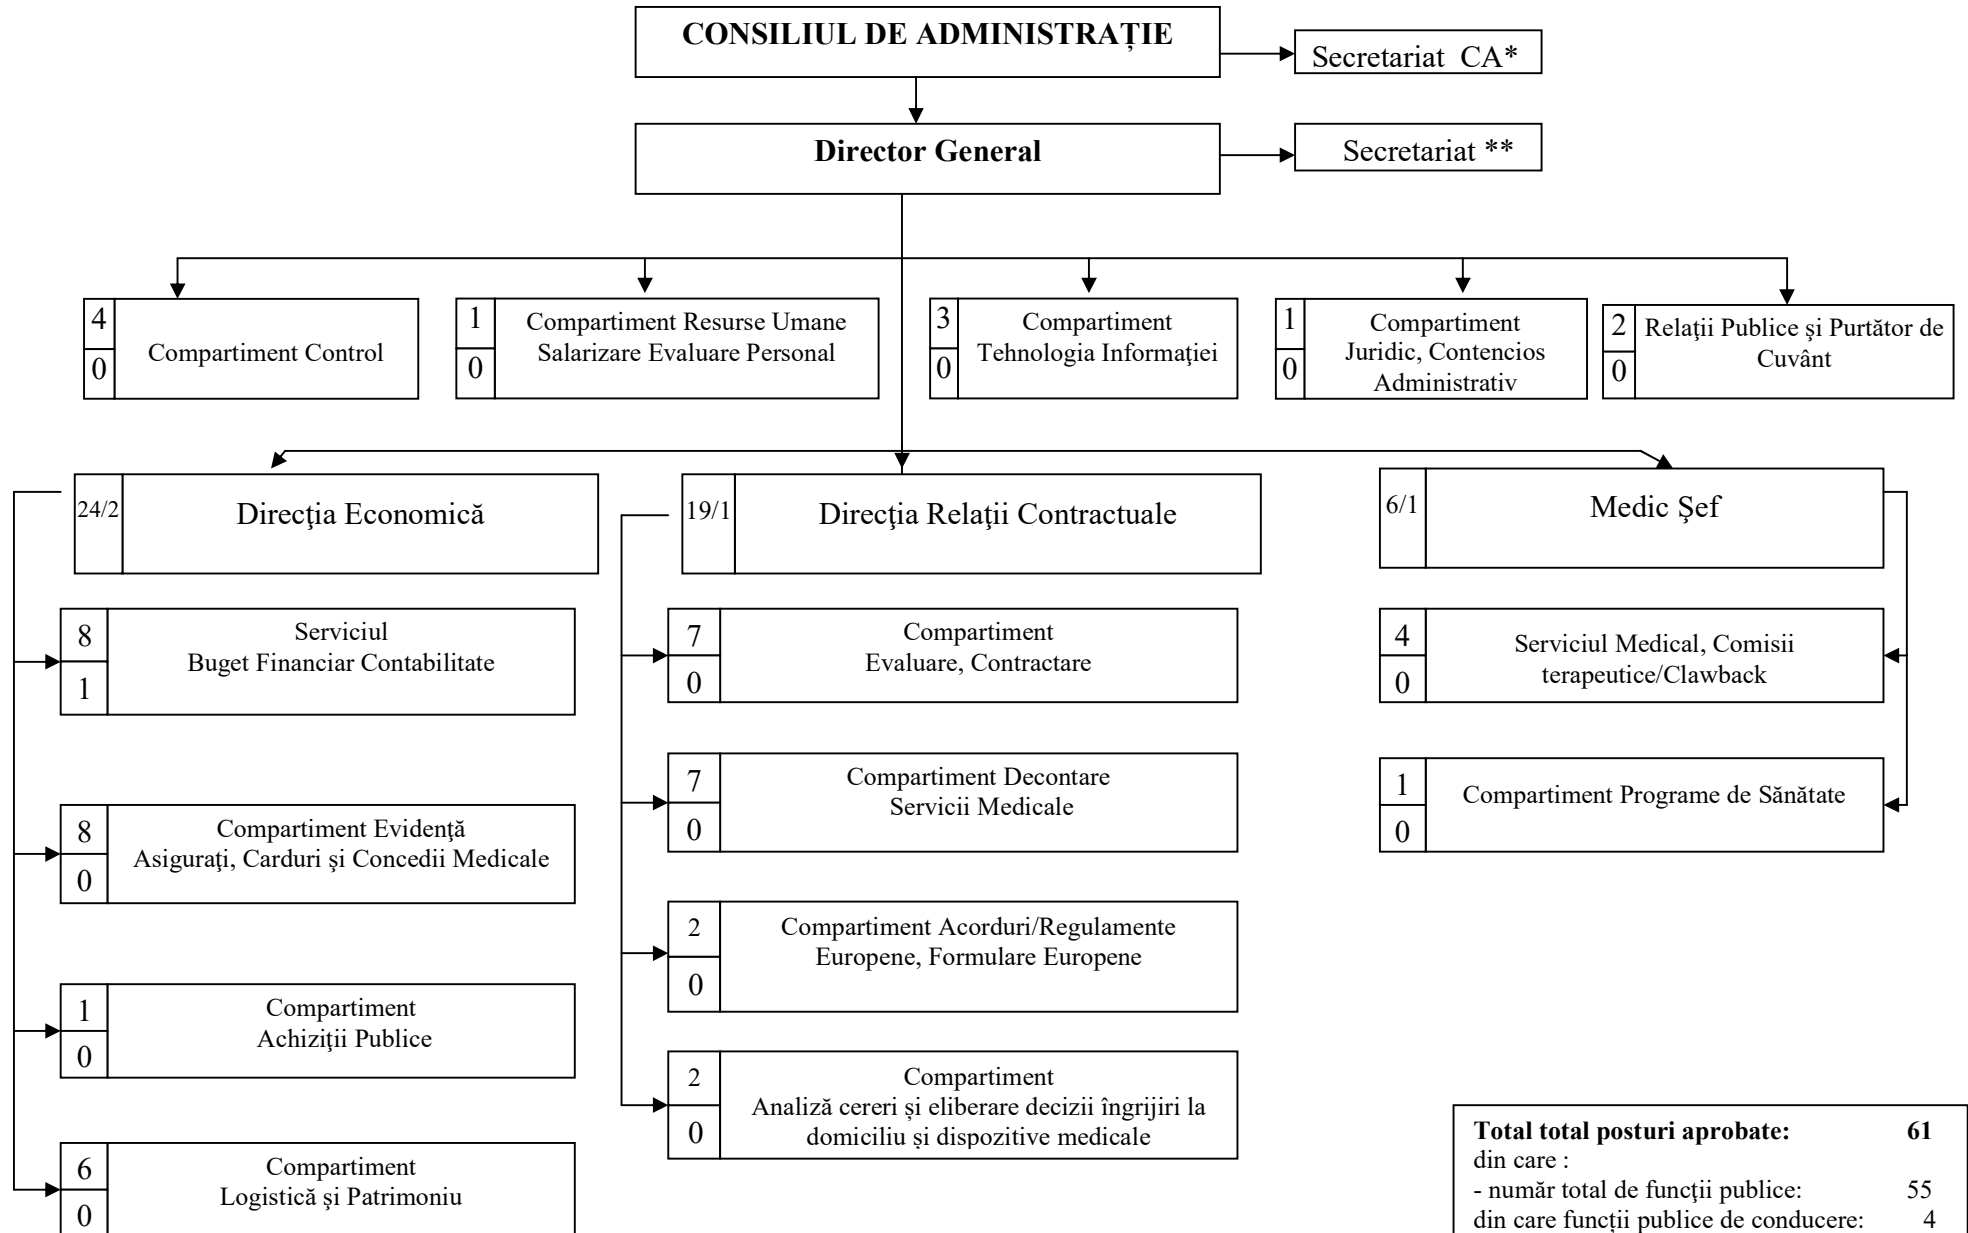 CONSILIUL DE ADMINISTRAȚIE
Secretariat CA*
Director General
Secretariat **
4
0
Compartiment Control
1
0
Compartiment Resurse Umane
Salarizare Evaluare Personal
3
0
Compartiment
Tehnologia Informaţiei
1
0
Compartiment
Juridic, Contencios
Administrativ
2
0
Relaţii Publice şi Purtător de
Cuvânt
24/2
Direcţia Economică
19/1
Direcţia Relaţii Contractuale
6/1
Medic Şef
8
1
Serviciul
Buget Financiar Contabilitate
8
0
Compartiment Evidenţă
Asiguraţi, Carduri şi Concedii Medicale
1
0
Compartiment
Achiziţii Publice
6
0
Compartiment
Logistică şi Patrimoniu
7
0
Compartiment
Evaluare, Contractare
7
0
Compartiment Decontare
Servicii Medicale
2
0
Compartiment Acorduri/Regulamente
Europene, Formulare Europene
2
0
Compartiment
Analiză cereri și eliberare decizii îngrijiri la
domiciliu și dispozitive medicale
4
0
Serviciul Medical, Comisii
terapeutice/Clawback
1
0
Compartiment Programe de Sănătate
Total total posturi aprobate: 61
din care :
- număr total de funcţii publice: 55
din care funcții publice de conducere: 4